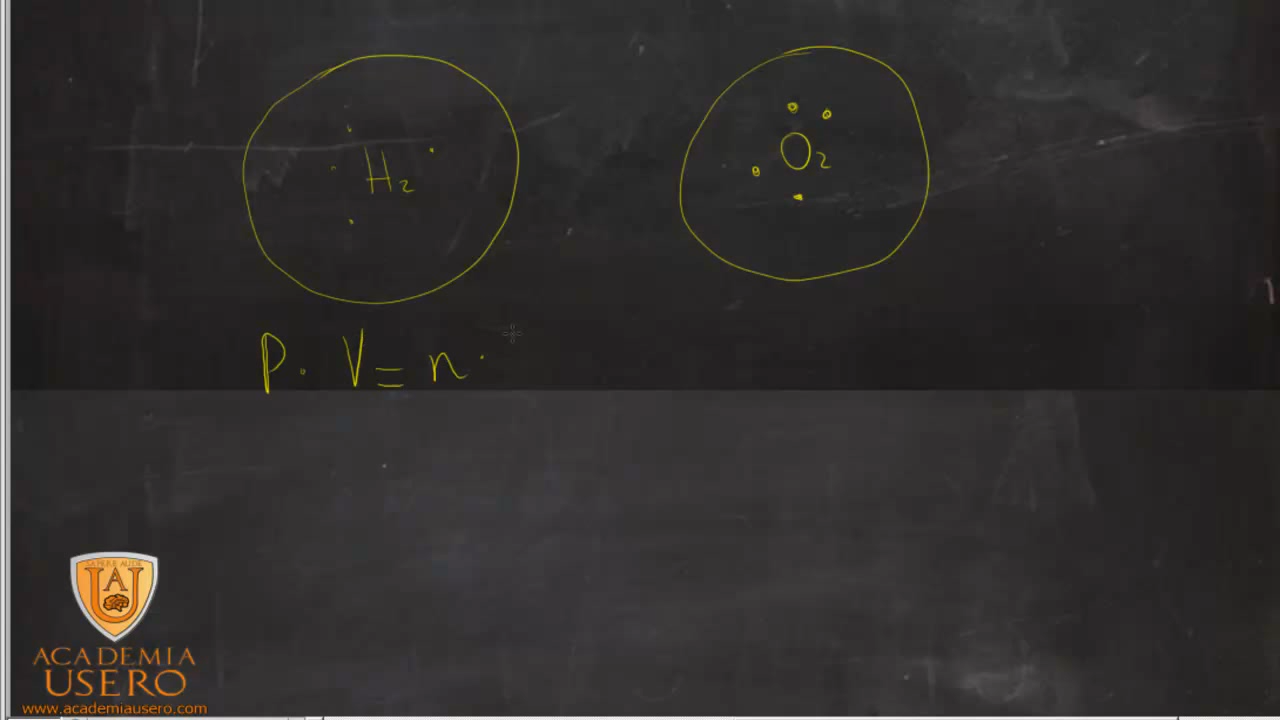 H₂
O₂
P. V = n ·
ACADEMIA
USERO
www.academiausero.com